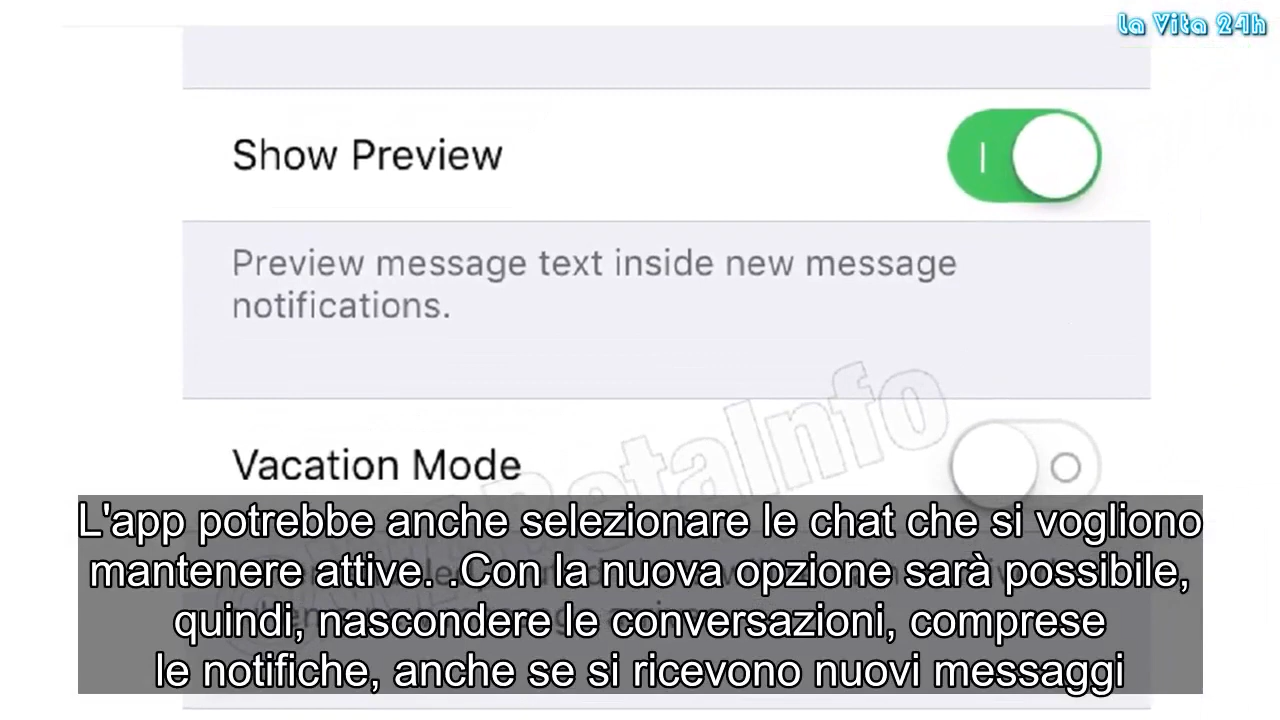 la Vita 24h
Show Preview
Preview message text inside new message
notifications.
Vacation Mode
L'app potrebbe anche selezionare le chat che si vogliono
mantenere attive. .Con la nuova opzione sarà possibile,
quindi, nascondere le conversazioni, comprese
le notifiche, anche se si ricevono nuovi messaggi